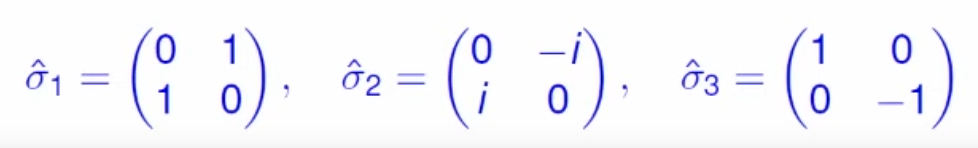 σ̂₁ = (0 1
1 0), σ̂₂ = (0 −i
i 0), σ̂₃ = (1 0
0 −1)